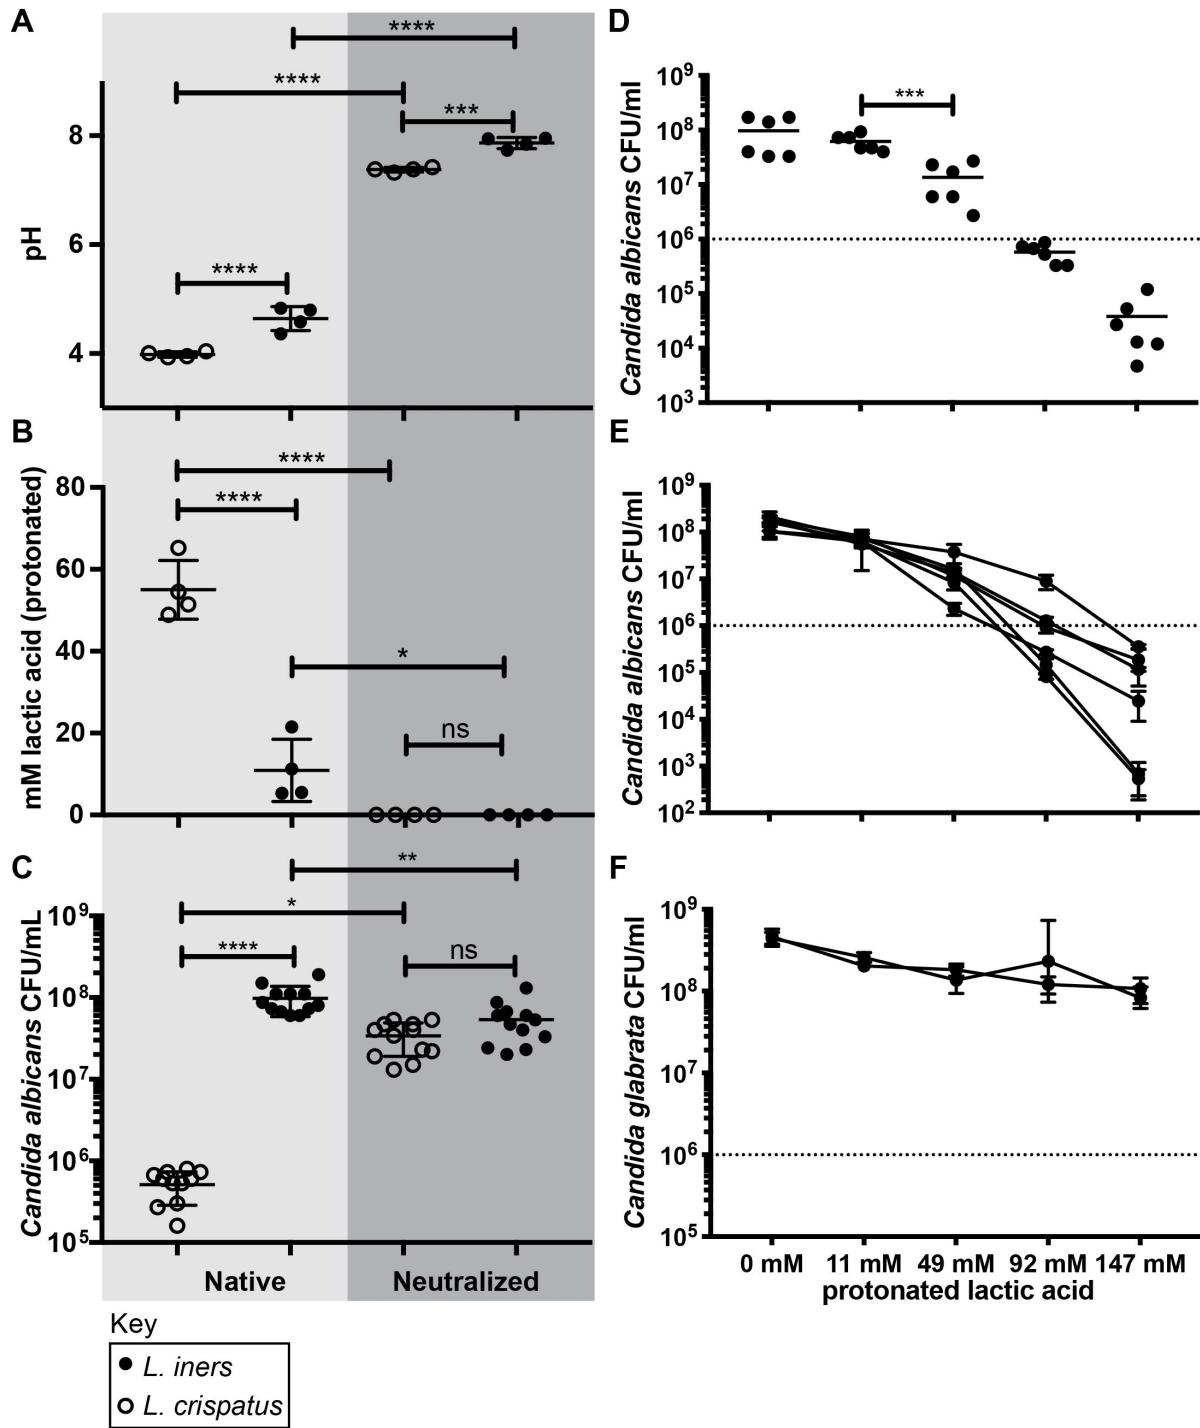 A
****
****
***
****
8
6
4
pH
B
****
****
*
ns
80
60
40
20
0
mM lactic acid (protonated)
C
**
*
****
ns
10⁹
10⁸
10⁷
10⁶
10⁵
Candida albicans CFU/mL
Native
Neutralized
Key
L. iners
L. crispatus
D
***
10⁹
10⁸
10⁷
10⁶
10⁵
10⁴
10³
Candida albicans CFU/ml
E
10⁹
10⁸
10⁷
10⁶
10⁵
10⁴
10³
10²
Candida albicans CFU/ml
F
10⁹
10⁸
10⁷
10⁶
10⁵
Candida glabrata CFU/ml
0 mM 11 mM 49 mM 92 mM 147 mM
protonated lactic acid